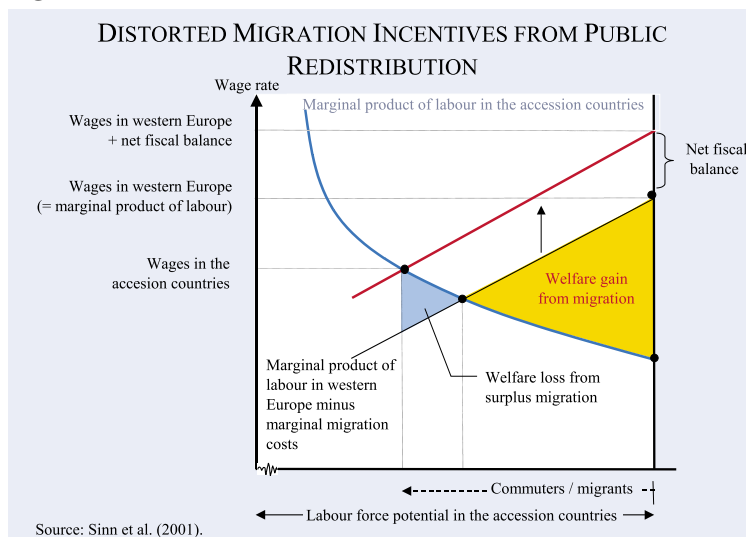 DISTORTED MIGRATION INCENTIVES FROM PUBLIC
REDISTRIBUTION
Wage rate
Marginal product of labour in the accession countries
Wages in western Europe
+ net fiscal balance
Net fiscal
balance
Wages in western Europe
(= marginal product of labour)
Wages in the
accesion countries
Welfare gain
from migration
Marginal product of
labour in western
Europe minus
marginal migration
costs
Welfare loss from
surplus migration
Commuters / migrants
Labour force potential in the accession countries
Source: Sinn et al. (2001).